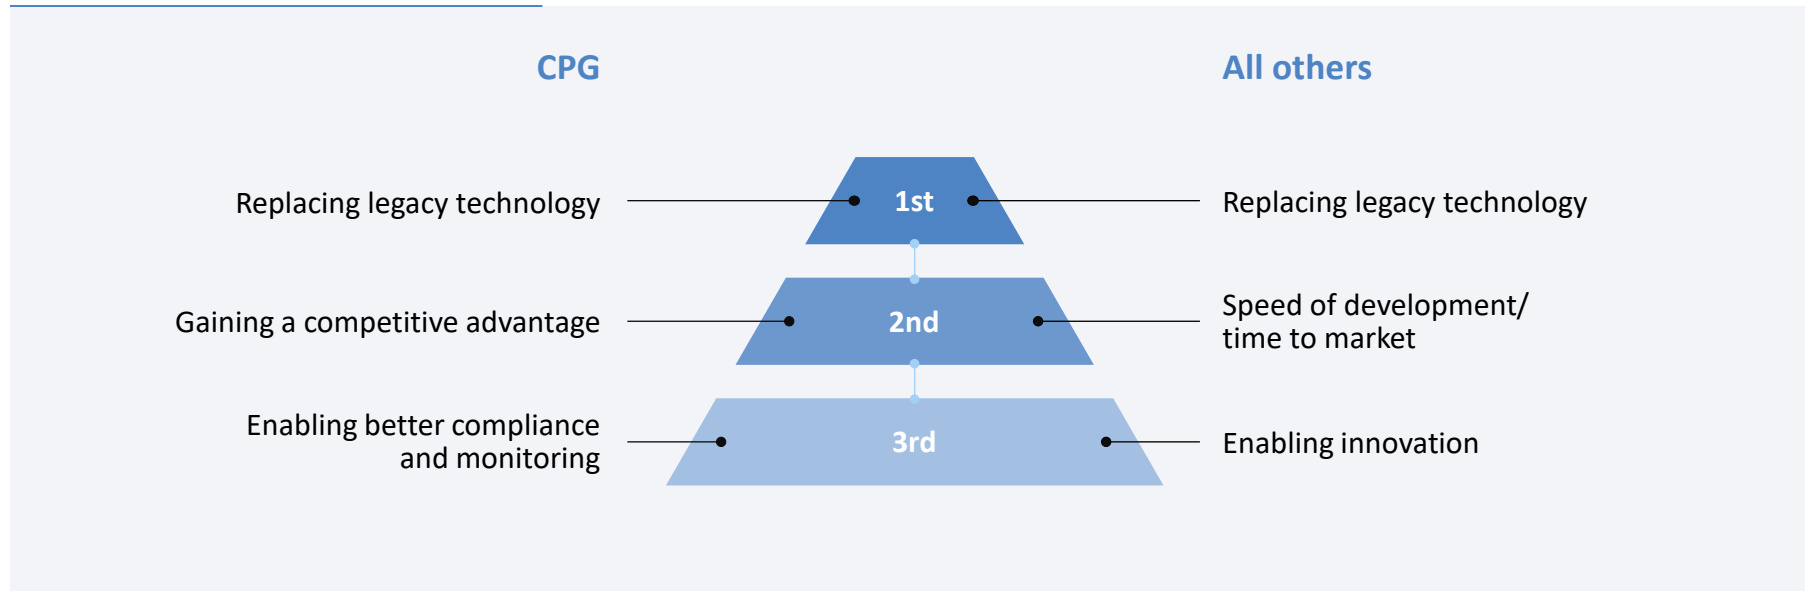 CPG
All others
Replacing legacy technology
1st
Replacing legacy technology
Gaining a competitive advantage
2nd
Speed of development/
time to market
Enabling better compliance
and monitoring
3rd
Enabling innovation